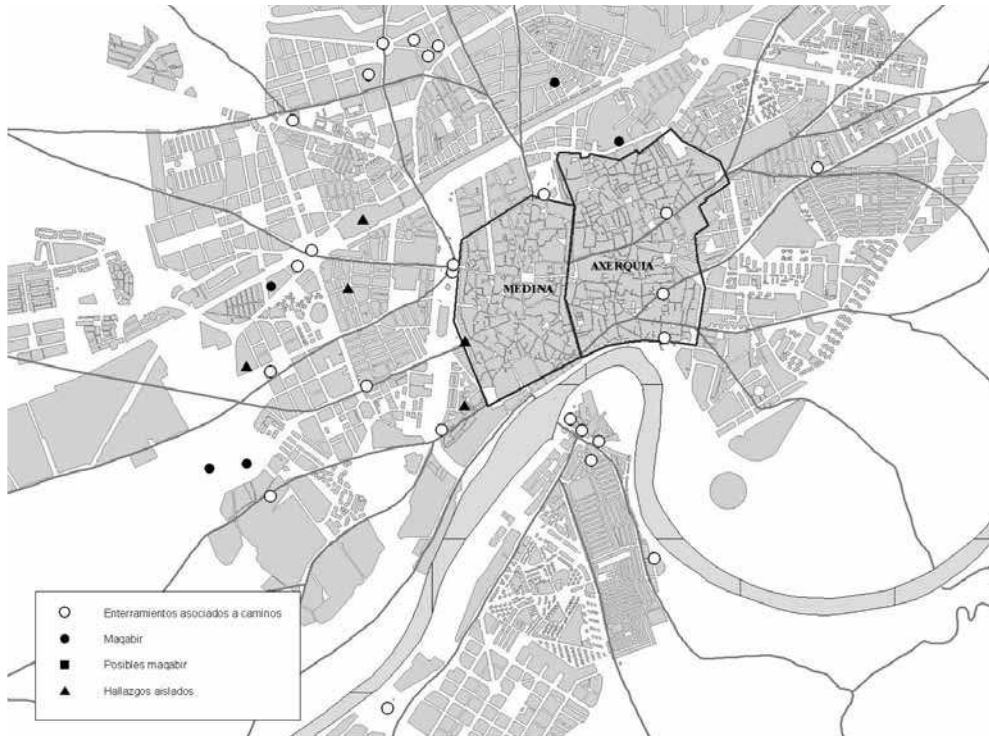 AXERQUIA
MEDINA
Enterramientos asociados a caminos
Maqabir
Posibles maqabir
Hallazgos aislados